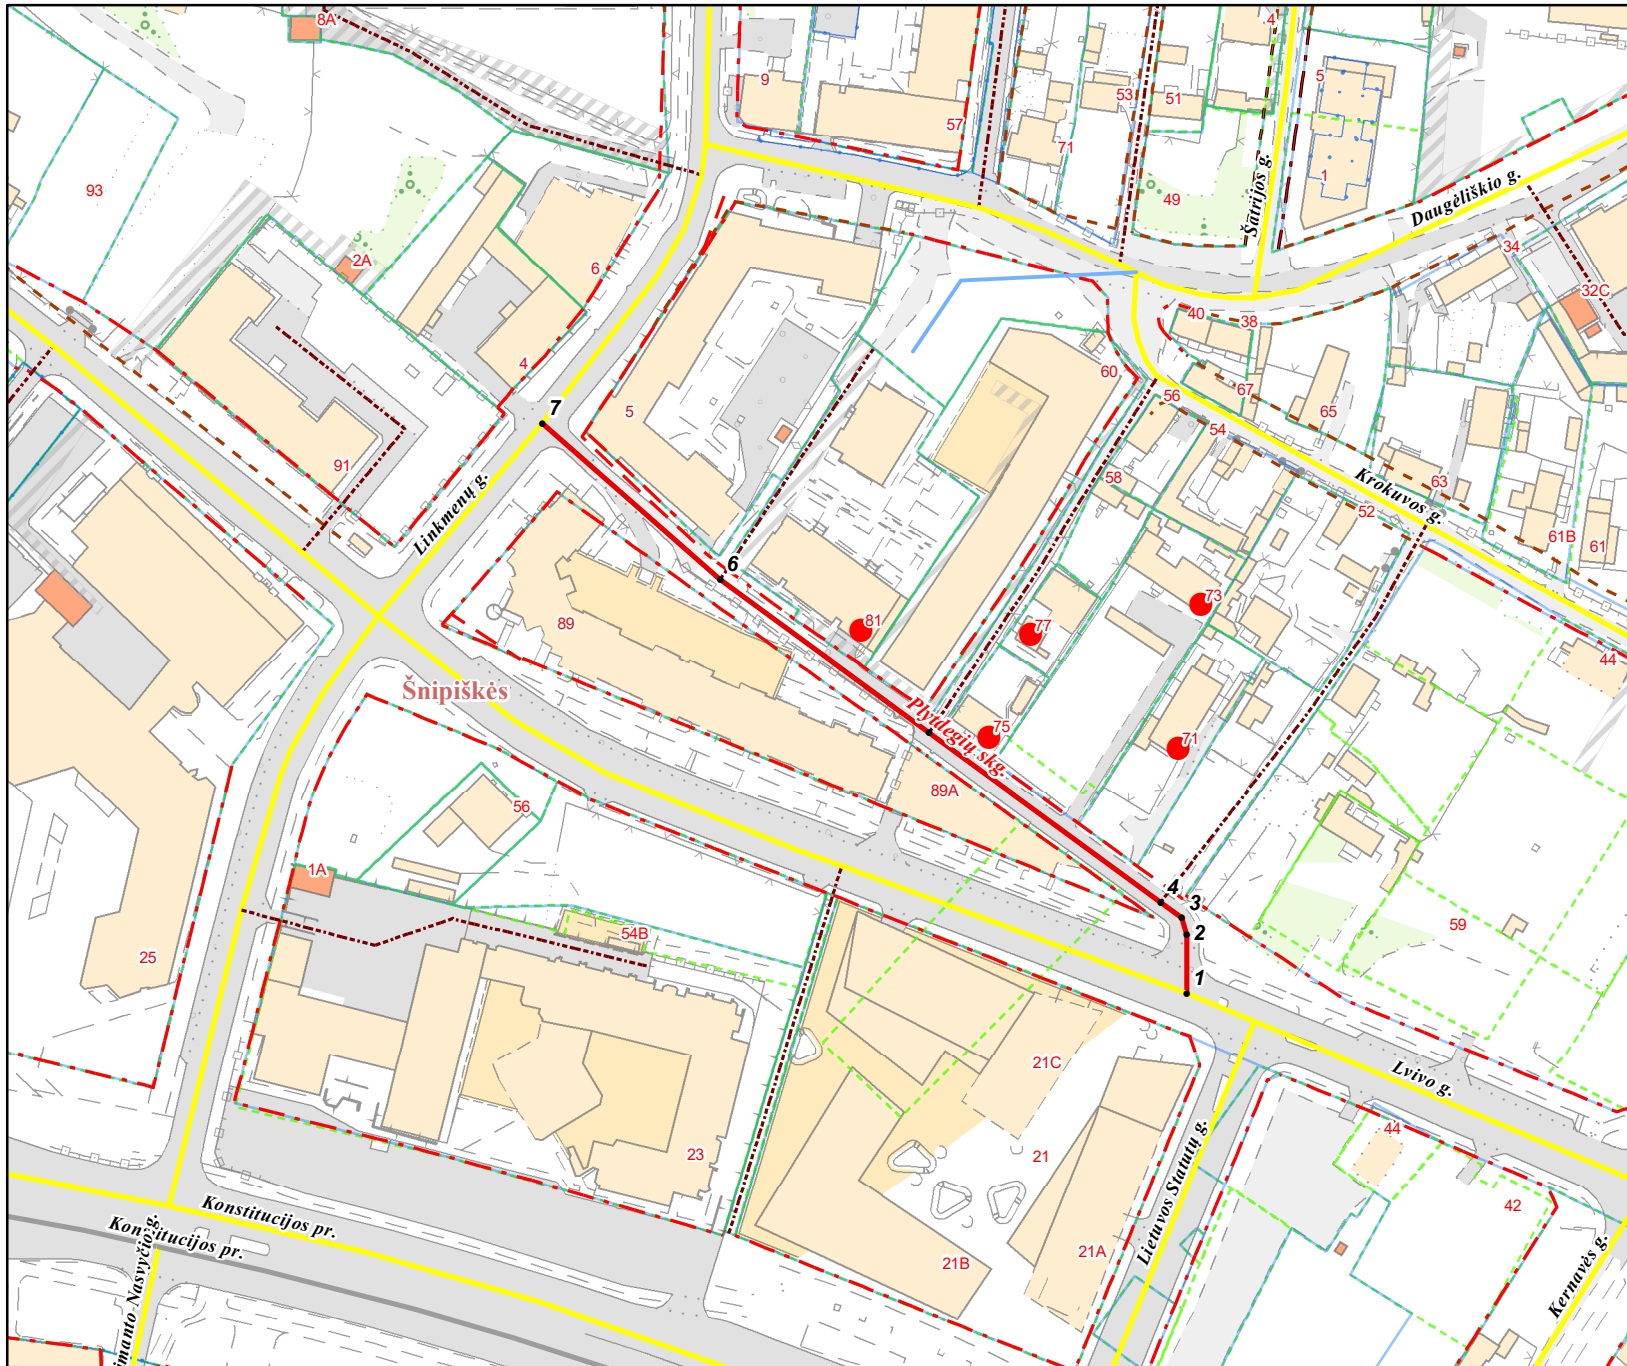 8A
4
9
5
53
51
57
71
93
49
1
Šatrijos g.
Daugėliškio g.
34
2A
6
32C
40
38
4
60
67
56
65
5
54
7
91
58
63
Krokuvos g.
52
Linkmenų g.
61B
61
6
73
81
77
89
44
Šnipiškės
Plytdegių skg.
75
71
89A
56
1A
4
3
2
59
54B
25
1
21C
Lvivo g.
44
23
21
Lietuvos Statutų g.
42
Konstitucijos pr.
Konstitucijos pr.
21B
21A
Kernavės g.
imanto Nasvyčio g.